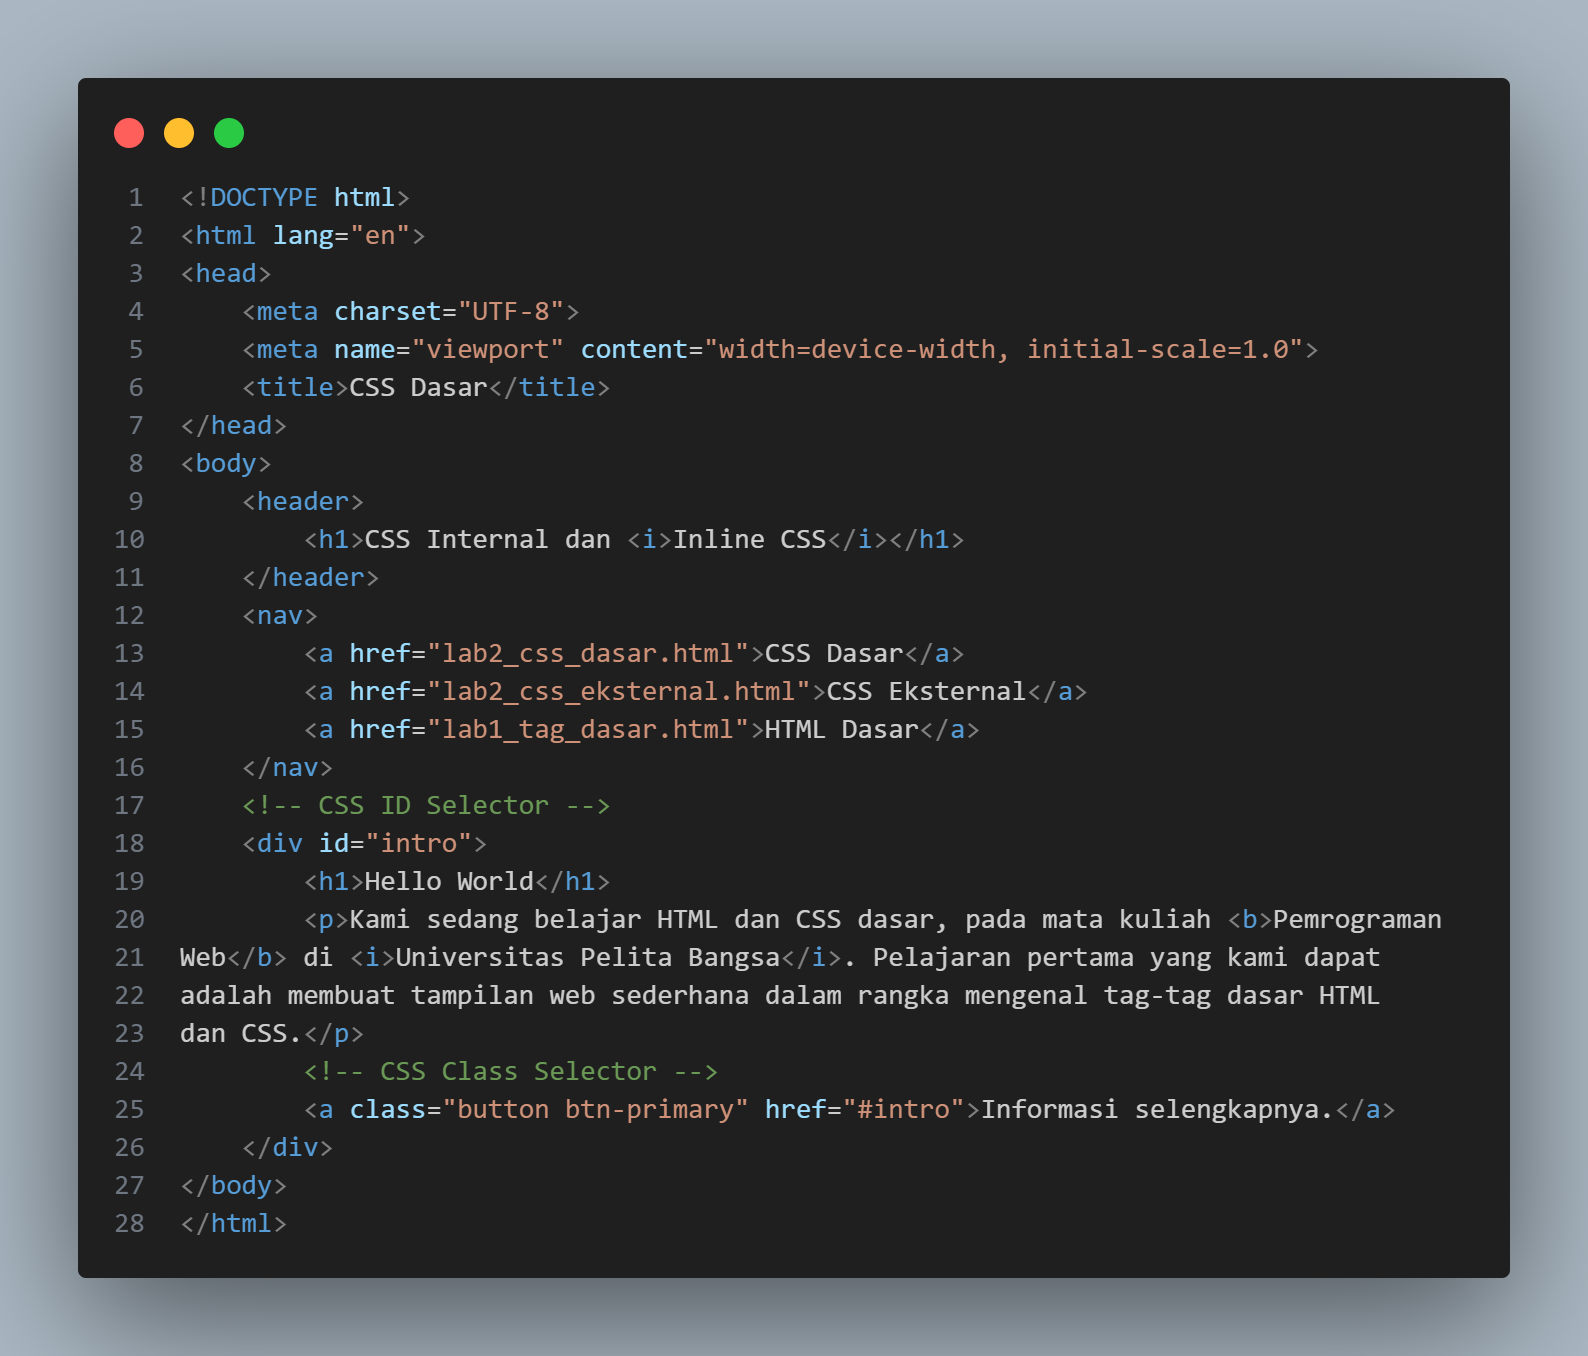 1 <!DOCTYPE html>
2 <html lang="en">
3 <head>
4     <meta charset="UTF-8">
5     <meta name="viewport" content="width=device-width, initial-scale=1.0">
6     <title>CSS Dasar</title>
7 </head>
8 <body>
9     <header>
10         <h1>CSS Internal dan <i>Inline CSS</i></h1>
11     </header>
12     <nav>
13         <a href="lab2_css_dasar.html">CSS Dasar</a>
14         <a href="lab2_css_eksternal.html">CSS Eksternal</a>
15         <a href="lab1_tag_dasar.html">HTML Dasar</a>
16     </nav>
17     <!-- CSS ID Selector -->
18     <div id="intro">
19         <h1>Hello World</h1>
20         <p>Kami sedang belajar HTML dan CSS dasar, pada mata kuliah <b>Pemrograman
21 Web</b> di <i>Universitas Pelita Bangsa</i>. Pelajaran pertama yang kami dapat
22 adalah membuat tampilan web sederhana dalam rangka mengenal tag-tag dasar HTML
23 dan CSS.</p>
24         <!-- CSS Class Selector -->
25         <a class="button btn-primary" href="#intro">Informasi selengkapnya.</a>
26     </div>
27 </body>
28 </html>